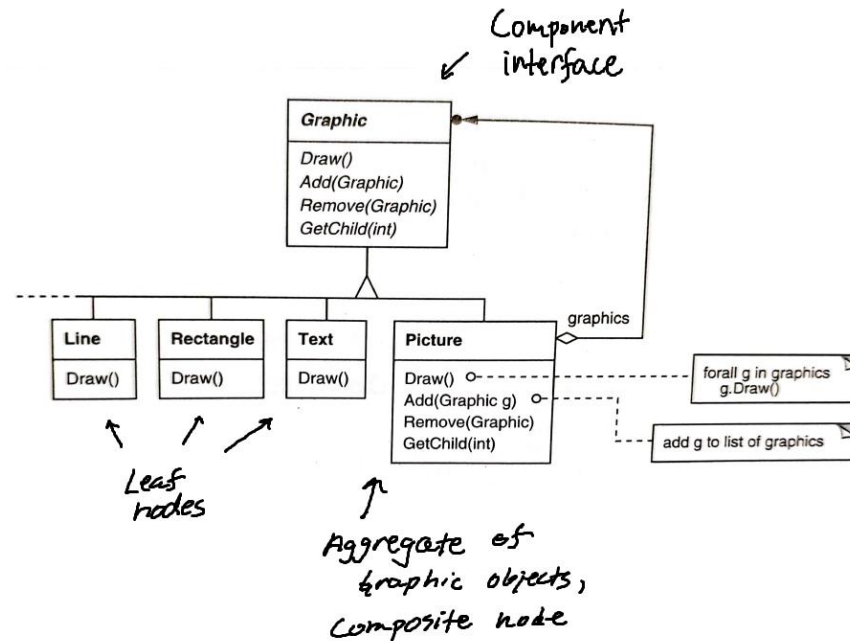 Component
interface
Graphic
Draw()
Add(Graphic)
Remove(Graphic)
GetChild(int)
graphics
Line
Draw()
Rectangle
Draw()
Text
Draw()
Picture
Draw()
Add(Graphic g)
Remove(Graphic)
GetChild(int)
forall g in graphics
g.Draw()
add g to list of graphics
Leaf
nodes
Aggregate of
Graphic objects,
Composite node